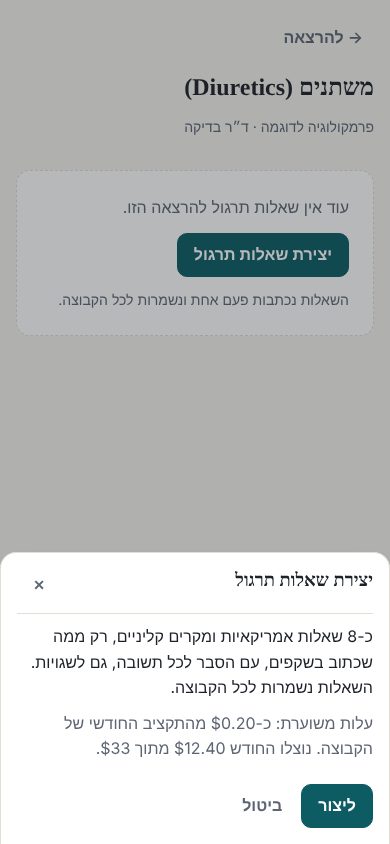 → להרצאה
משתנים (Diuretics)
פרמקולוגיה לדוגמה · ד״ר בדיקה
עוד אין שאלות תרגול להרצאה הזו.
יצירת שאלות תרגול
השאלות נכתבות פעם אחת ונשמרות לכל הקבוצה.
יצירת שאלות תרגול
×
כ-8 שאלות אמריקאיות ומקרים קליניים, רק ממה
שכתוב בשקפים, עם הסבר לכל תשובה, גם לשגויות.
השאלות נשמרות לכל הקבוצה.
עלות משוערת: כ-$0.20 מהתקציב החודשי של
הקבוצה. נוצלו החודש $12.40 מתוך $33.
ליצור
ביטול